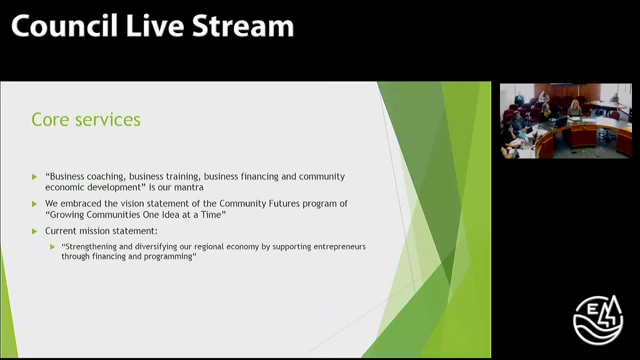 Council Live Stream
Core services
"Business coaching, business training, business financing and community
economic development" is our mantra
We embraced the vision statement of the Community Futures program of
"Growing Communities One Idea at a Time"
Current mission statement:
"Strengthening and diversifying our regional economy by supporting entrepreneurs
through financing and programming"